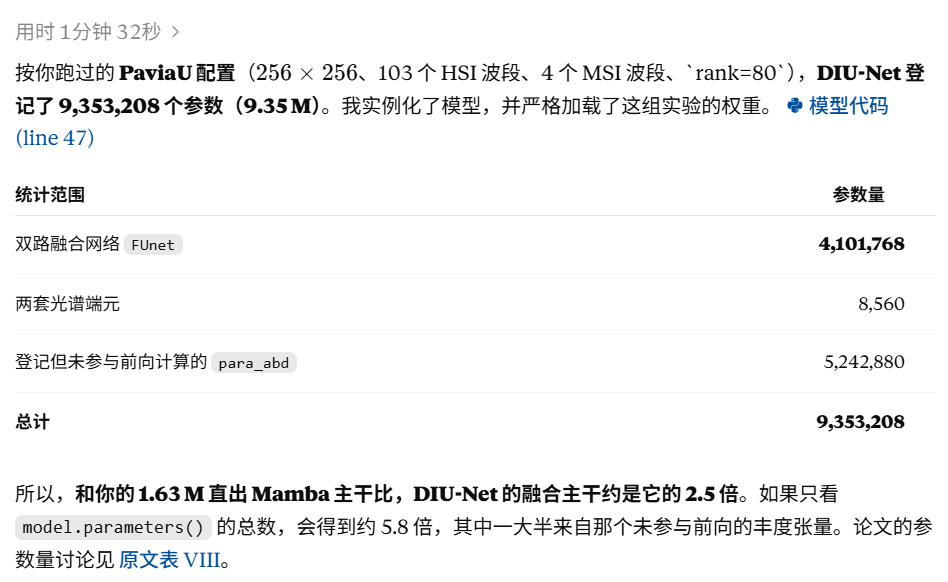 用时 1分钟 32秒 >
按你跑过的 PaviaU 配置（256 × 256、103 个 HSI 波段、4 个 MSI 波段、`rank=80`），DIU-Net 登
记了 9,353,208 个参数（9.35 M）。我实例化了模型，并严格加载了这组实验的权重。 模型代码
(line 47)
统计范围 参数量
双路融合网络 FUnet 4,101,768
两套光谱端元 8,560
登记但未参与前向计算的 para_abd 5,242,880
总计 9,353,208
所以，和你的 1.63 M 直出 Mamba 主干比，DIU-Net 的融合主干约是它的 2.5 倍。如果只看
model.parameters() 的总数，会得到约 5.8 倍，其中一大半来自那个未参与前向的丰度张量。论文的参
数量讨论见 原文表 VIII。